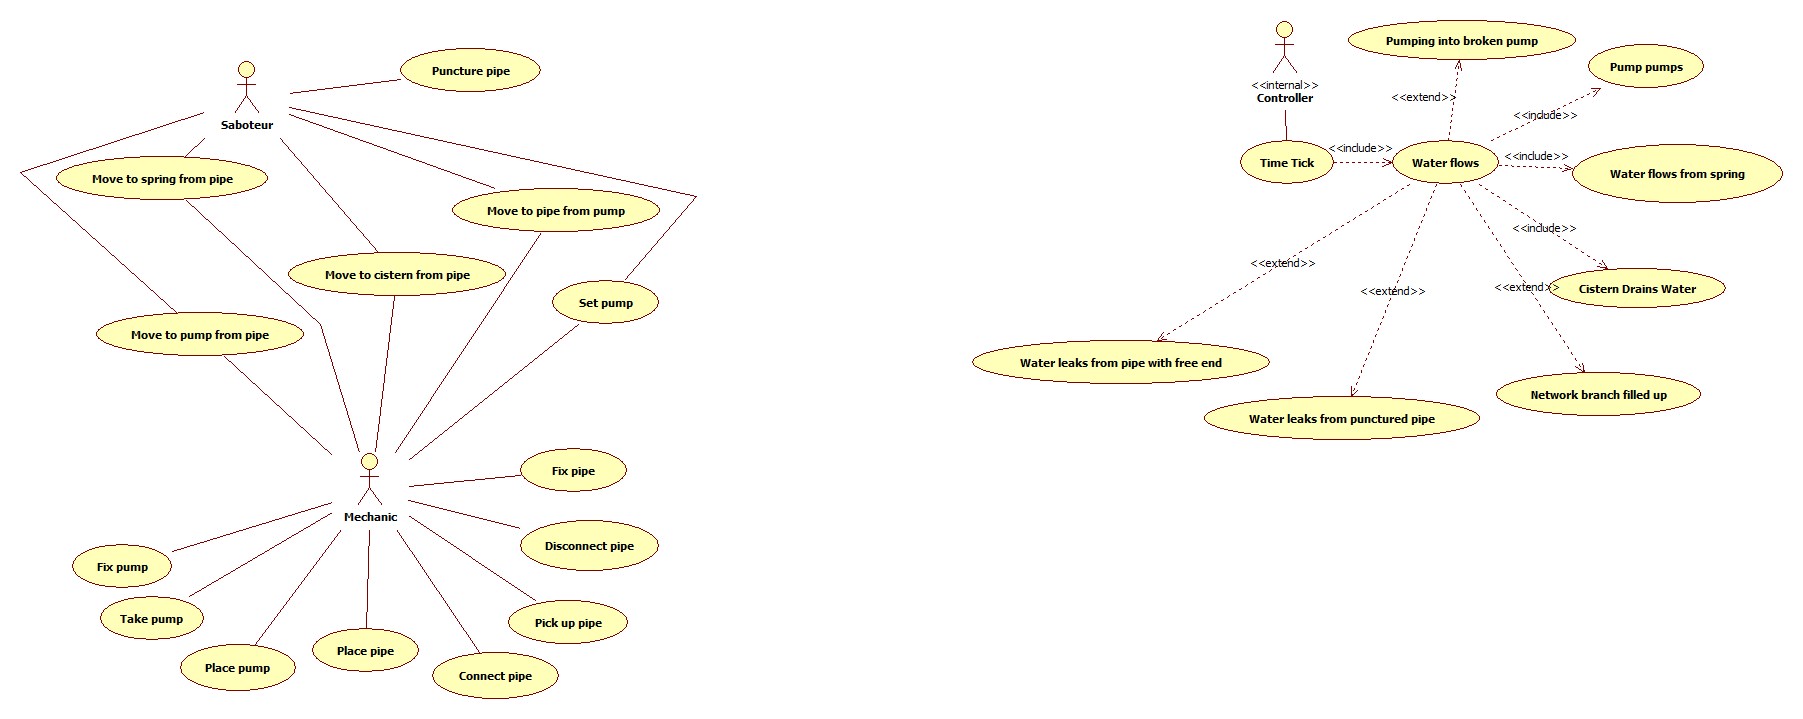 Puncture pipe
Saboteur
Move to spring from pipe
Move to pipe from pump
Move to cistern from pipe
Set pump
Move to pump from pipe
Fix pipe
Mechanic
Disconnect pipe
Fix pump
Take pump
Pick up pipe
Place pipe
Place pump
Connect pipe
Pumping into broken pump
Pump pumps
<<internal>>
Controller
<<extend>>
<<include>>
<<include>>
<<include>>
Time Tick
Water flows
Water flows from spring
<<include>>
<<extend>>
<<extend>>
<<extend>>
Cistern Drains Water
Water leaks from pipe with free end
Network branch filled up
Water leaks from punctured pipe